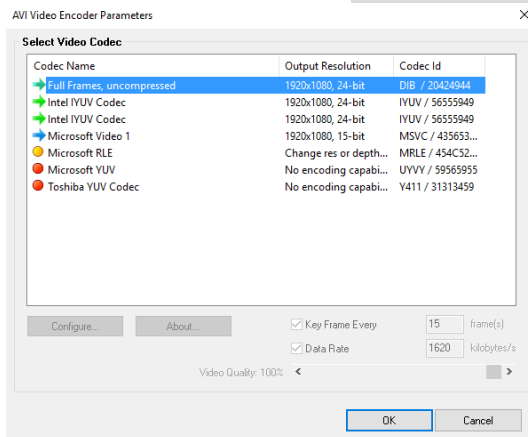 AVI Video Encoder Parameters
Select Video Codec
Codec Name Output Resolution Codec Id
Full Frames, uncompressed 1920x1080, 24-bit DIB / 20424944
Intel IYUV Codec 1920x1080, 24-bit IYUV / 56555949
Intel IYUV Codec 1920x1080, 24-bit IYUV / 56555949
Microsoft Video 1 1920x1080, 15-bit MSVC / 435653...
Microsoft RLE Change res or depth... MRLE / 454C52...
Microsoft YUV No encoding capabi... UYVY / 59565955
Toshiba YUV Codec No encoding capabi... Y411 / 31313459
Configure... About... Key Frame Every 15 frame(s)
Data Rate 1620 kilobytes/s
Video Quality: 100%
OK Cancel